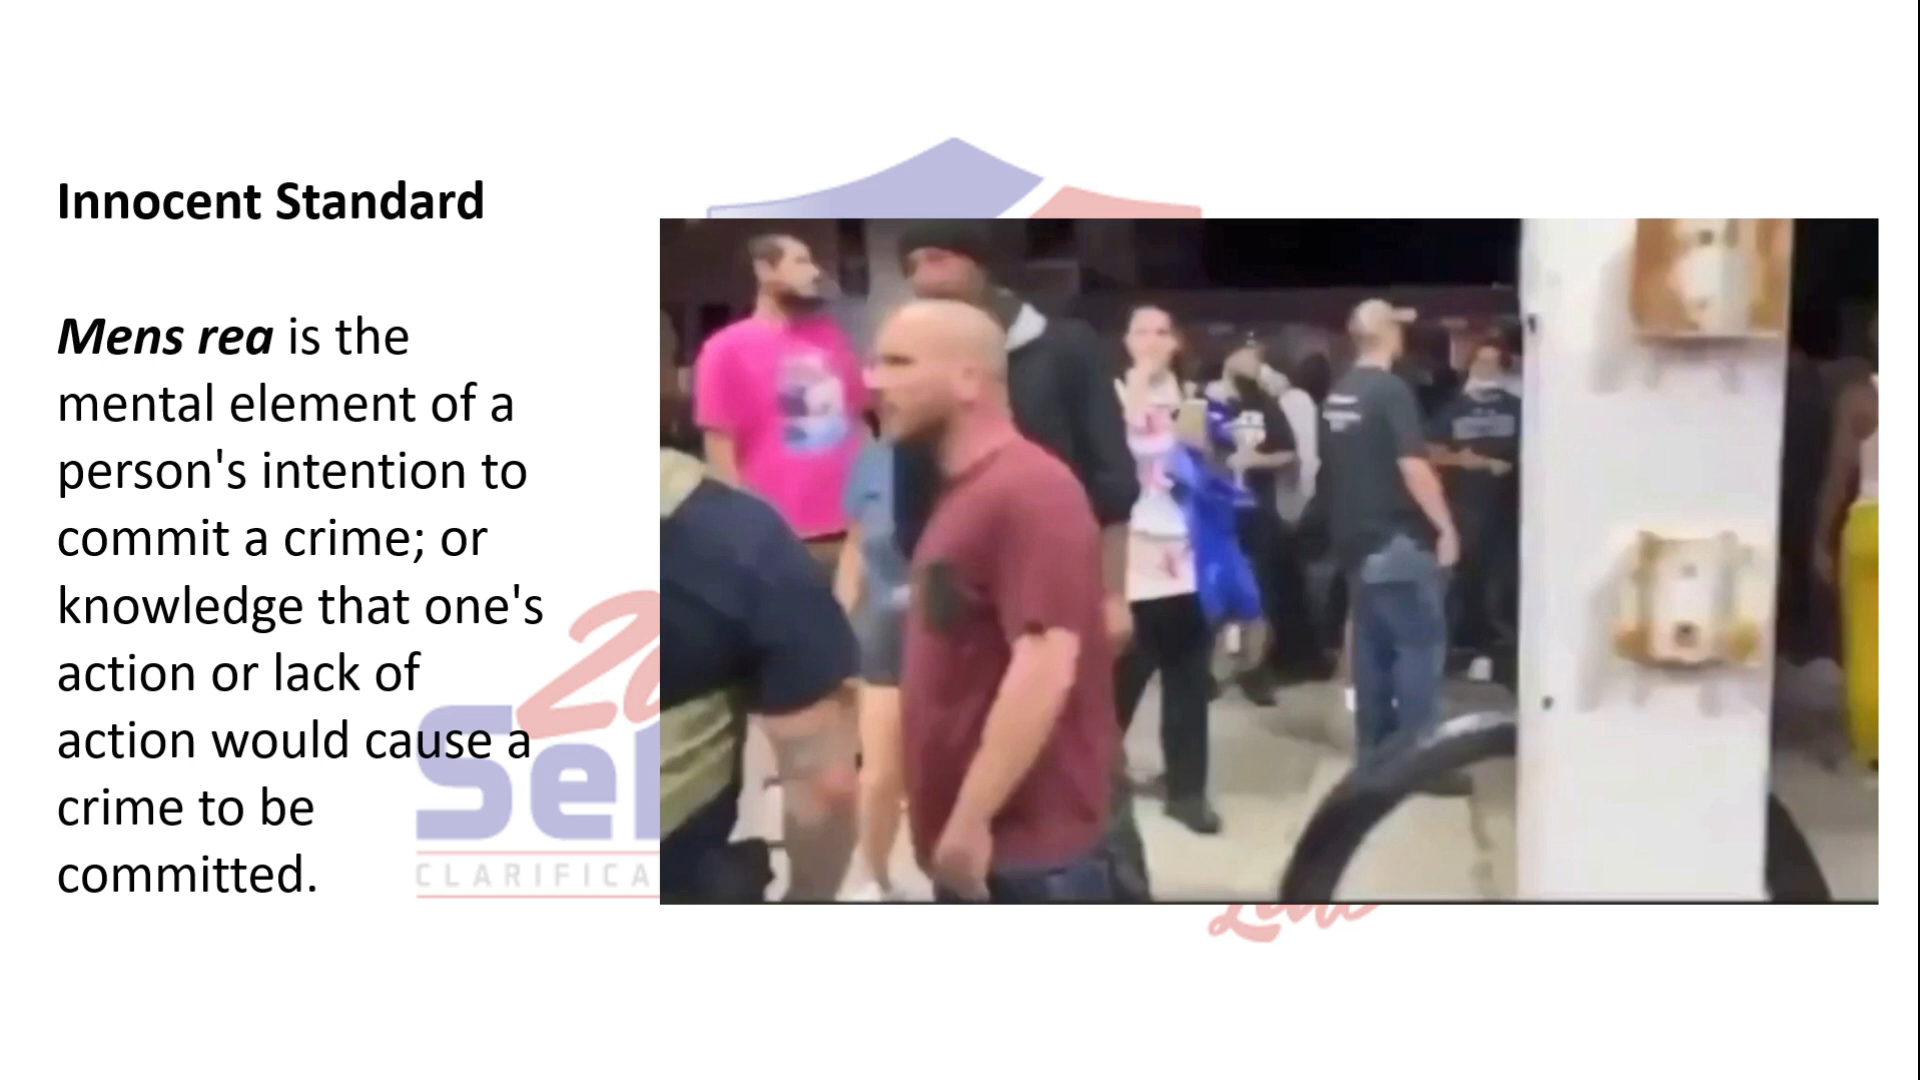 Innocent Standard
Mens rea is the
mental element of a
person's intention to
commit a crime; or
knowledge that one's
action or lack of
action would cause a
crime to be
committed.